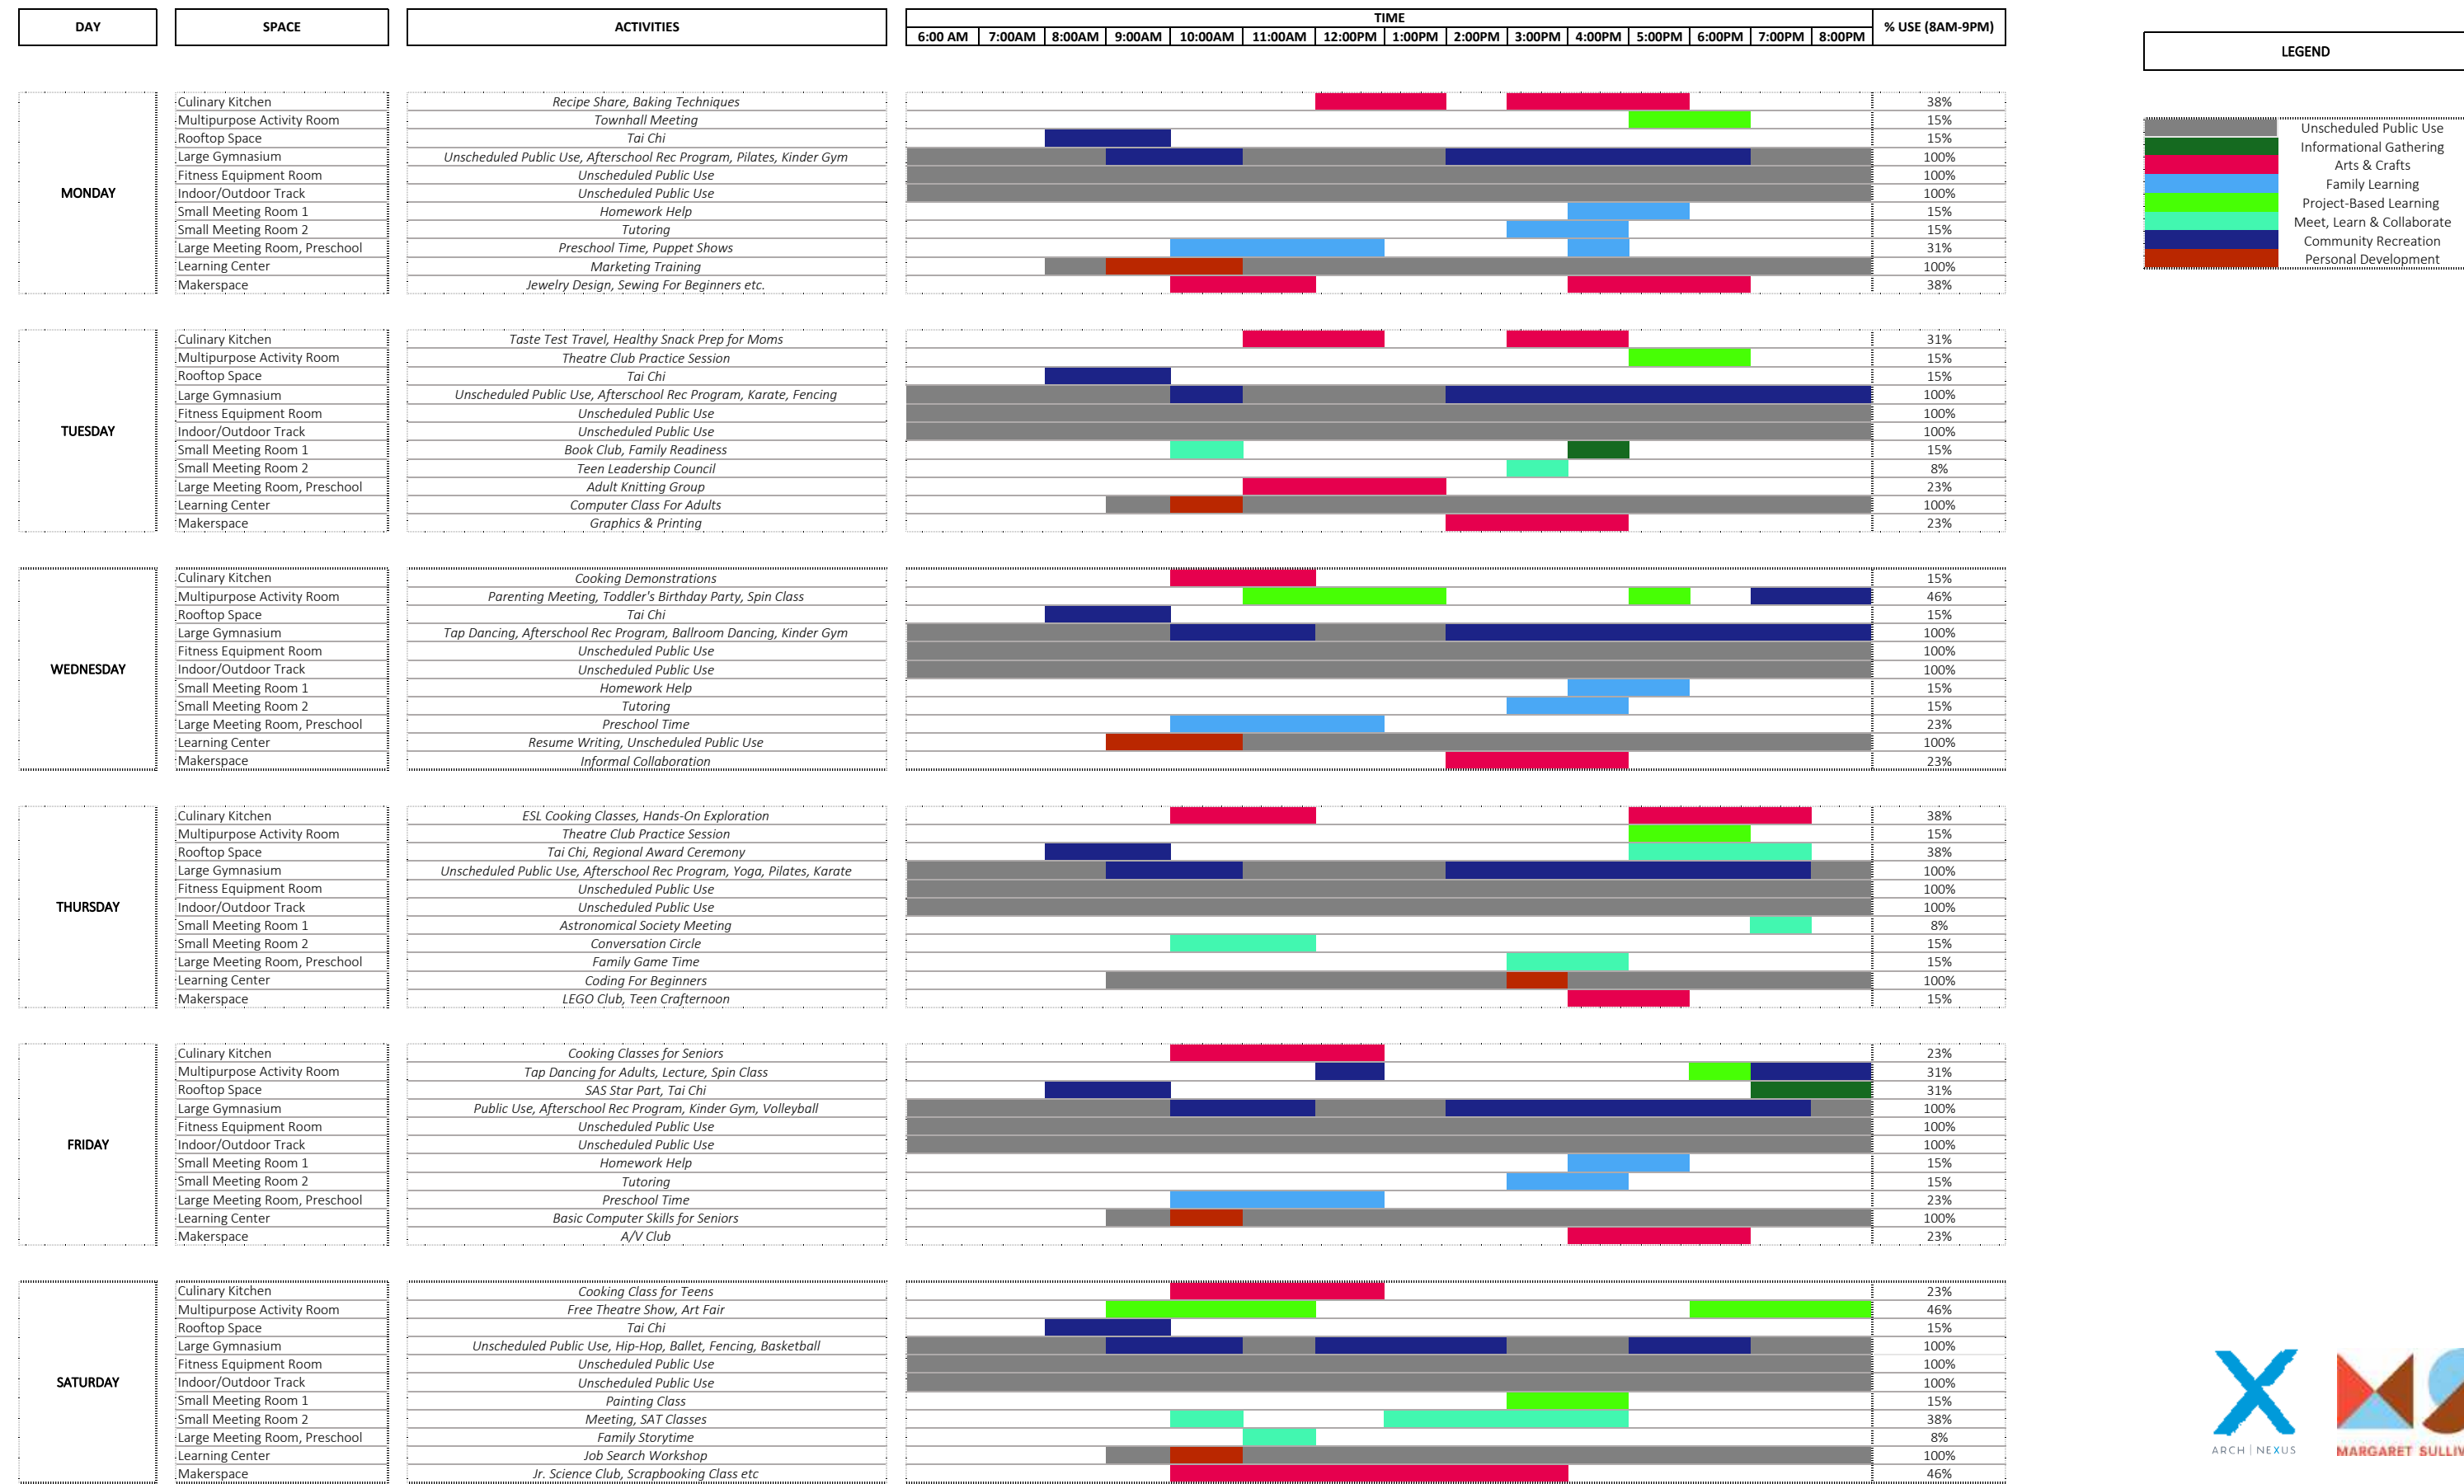 DAY SPACE ACTIVITIES TIME % USE (8AM-9PM)
6:00 AM 7:00AM 8:00AM 9:00AM 10:00AM 11:00AM 12:00PM 1:00PM 2:00PM 3:00PM 4:00PM 5:00PM 6:00PM 7:00PM 8:00PM
LEGEND
Unscheduled Public Use
Informational Gathering
Arts & Crafts
Family Learning
Project-Based Learning
Meet, Learn & Collaborate
Community Recreation
Personal Development
MONDAY
Culinary Kitchen Recipe Share, Baking Techniques 38%
Multipurpose Activity Room Townhall Meeting 15%
Rooftop Space Tai Chi 15%
Large Gymnasium Unscheduled Public Use, Afterschool Rec Program, Pilates, Kinder Gym 100%
Fitness Equipment Room Unscheduled Public Use 100%
Indoor/Outdoor Track Unscheduled Public Use 100%
Small Meeting Room 1 Homework Help 15%
Small Meeting Room 2 Tutoring 15%
Large Meeting Room, Preschool Preschool Time, Puppet Shows 31%
Learning Center Marketing Training 100%
Makerspace Jewelry Design, Sewing For Beginners etc. 38%
TUESDAY
Culinary Kitchen Taste Test Travel, Healthy Snack Prep for Moms 31%
Multipurpose Activity Room Theatre Club Practice Session 15%
Rooftop Space Tai Chi 15%
Large Gymnasium Unscheduled Public Use, Afterschool Rec Program, Karate, Fencing 100%
Fitness Equipment Room Unscheduled Public Use 100%
Indoor/Outdoor Track Unscheduled Public Use 100%
Small Meeting Room 1 Book Club, Family Readiness 15%
Small Meeting Room 2 Teen Leadership Council 8%
Large Meeting Room, Preschool Adult Knitting Group 23%
Learning Center Computer Class For Adults 100%
Makerspace Graphics & Printing 23%
WEDNESDAY
Culinary Kitchen Cooking Demonstrations 15%
Multipurpose Activity Room Parenting Meeting, Toddler's Birthday Party, Spin Class 46%
Rooftop Space Tai Chi 15%
Large Gymnasium Tap Dancing, Afterschool Rec Program, Ballroom Dancing, Kinder Gym 100%
Fitness Equipment Room Unscheduled Public Use 100%
Indoor/Outdoor Track Unscheduled Public Use 100%
Small Meeting Room 1 Homework Help 15%
Small Meeting Room 2 Tutoring 15%
Large Meeting Room, Preschool Preschool Time 23%
Learning Center Resume Writing, Unscheduled Public Use 100%
Makerspace Informal Collaboration 23%
THURSDAY
Culinary Kitchen ESL Cooking Classes, Hands-On Exploration 38%
Multipurpose Activity Room Theatre Club Practice Session 15%
Rooftop Space Tai Chi, Regional Award Ceremony 38%
Large Gymnasium Unscheduled Public Use, Afterschool Rec Program, Yoga, Pilates, Karate 100%
Fitness Equipment Room Unscheduled Public Use 100%
Indoor/Outdoor Track Unscheduled Public Use 100%
Small Meeting Room 1 Astronomical Society Meeting 8%
Small Meeting Room 2 Conversation Circle 15%
Large Meeting Room, Preschool Family Game Time 15%
Learning Center Coding For Beginners 100%
Makerspace LEGO Club, Teen Crafternoon 15%
FRIDAY
Culinary Kitchen Cooking Classes for Seniors 23%
Multipurpose Activity Room Tap Dancing for Adults, Lecture, Spin Class 31%
Rooftop Space SAS Star Part, Tai Chi 31%
Large Gymnasium Public Use, Afterschool Rec Program, Kinder Gym, Volleyball 100%
Fitness Equipment Room Unscheduled Public Use 100%
Indoor/Outdoor Track Unscheduled Public Use 100%
Small Meeting Room 1 Homework Help 15%
Small Meeting Room 2 Tutoring 15%
Large Meeting Room, Preschool Preschool Time 23%
Learning Center Basic Computer Skills for Seniors 100%
Makerspace A/V Club 23%
SATURDAY
Culinary Kitchen Cooking Class for Teens 23%
Multipurpose Activity Room Free Theatre Show, Art Fair 46%
Rooftop Space Tai Chi 15%
Large Gymnasium Unscheduled Public Use, Hip-Hop, Ballet, Fencing, Basketball 100%
Fitness Equipment Room Unscheduled Public Use 100%
Indoor/Outdoor Track Unscheduled Public Use 100%
Small Meeting Room 1 Painting Class 15%
Small Meeting Room 2 Meeting, SAT Classes 38%
Large Meeting Room, Preschool Family Storytime 8%
Learning Center Job Search Workshop 100%
Makerspace Jr. Science Club, Scrapbooking Class etc 46%
ARCH | NEXUS
MARGARET